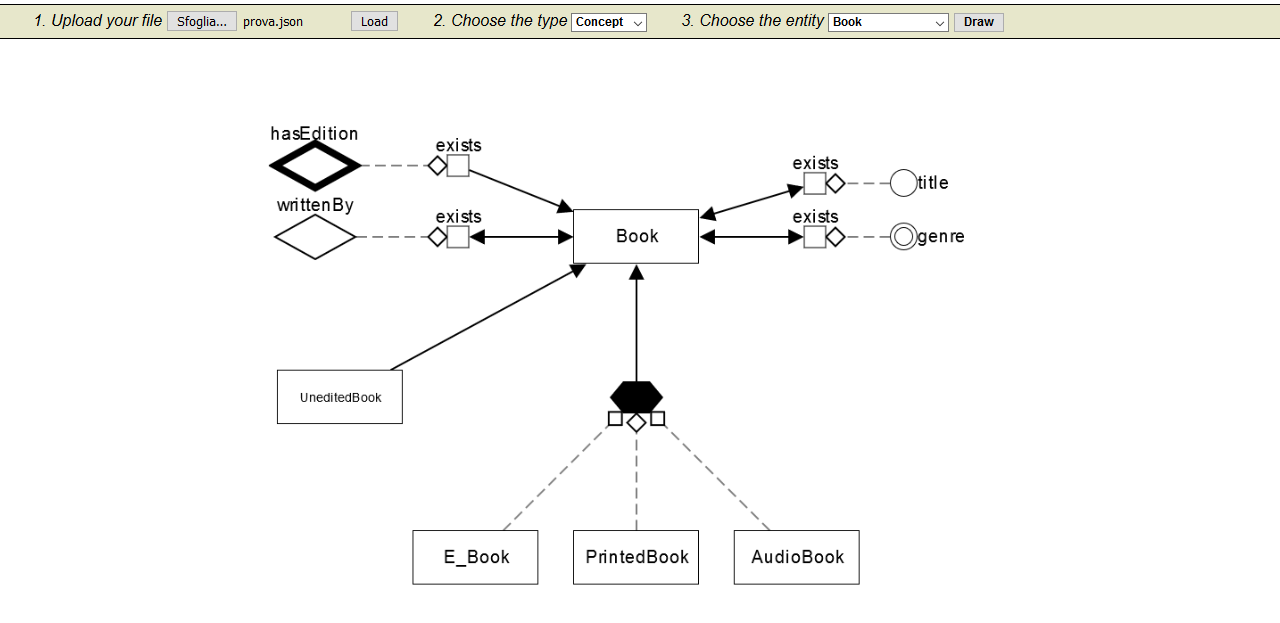 1. Upload your file Sfoglia... prova.json Load 2. Choose the type Concept 3. Choose the entity Book Draw
hasEdition
exists
exists
title
writtenBy
exists
exists
Book
genre
UneditedBook
E_Book
PrintedBook
AudioBook